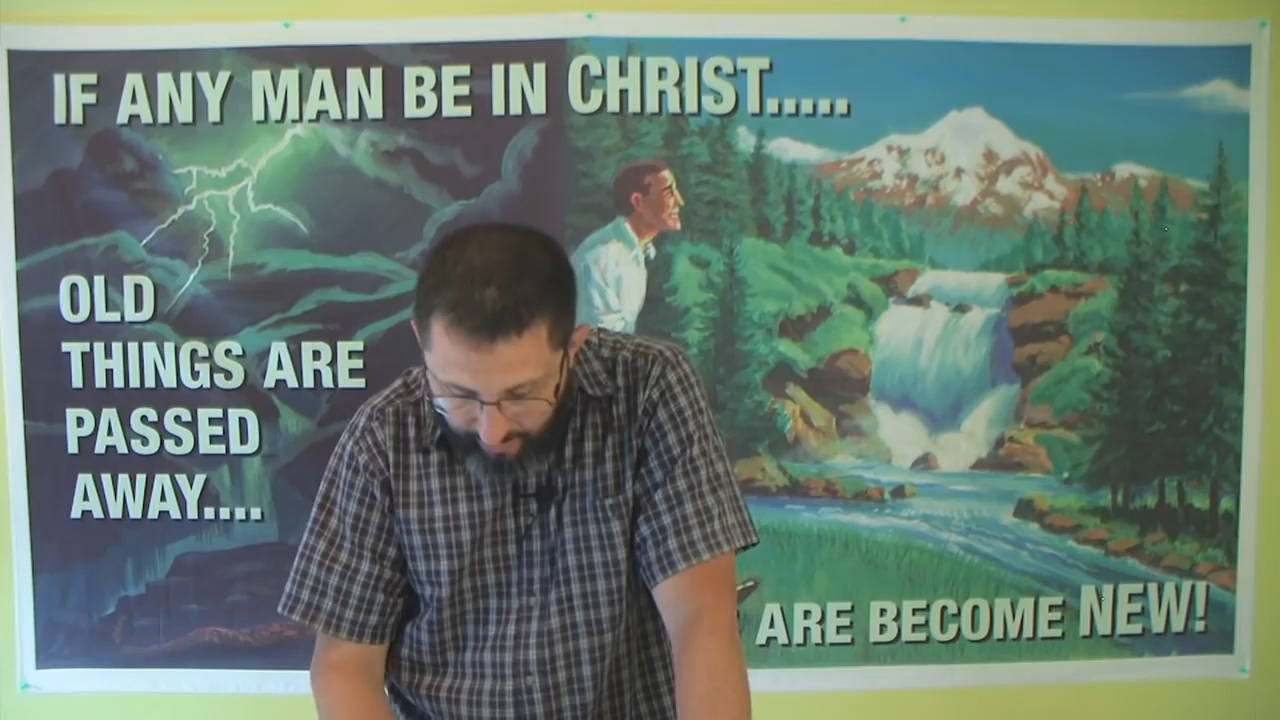 IF ANY MAN BE IN CHRIST.....
OLD
THINGS ARE
PASSED
AWAY....
ARE BECOME NEW!